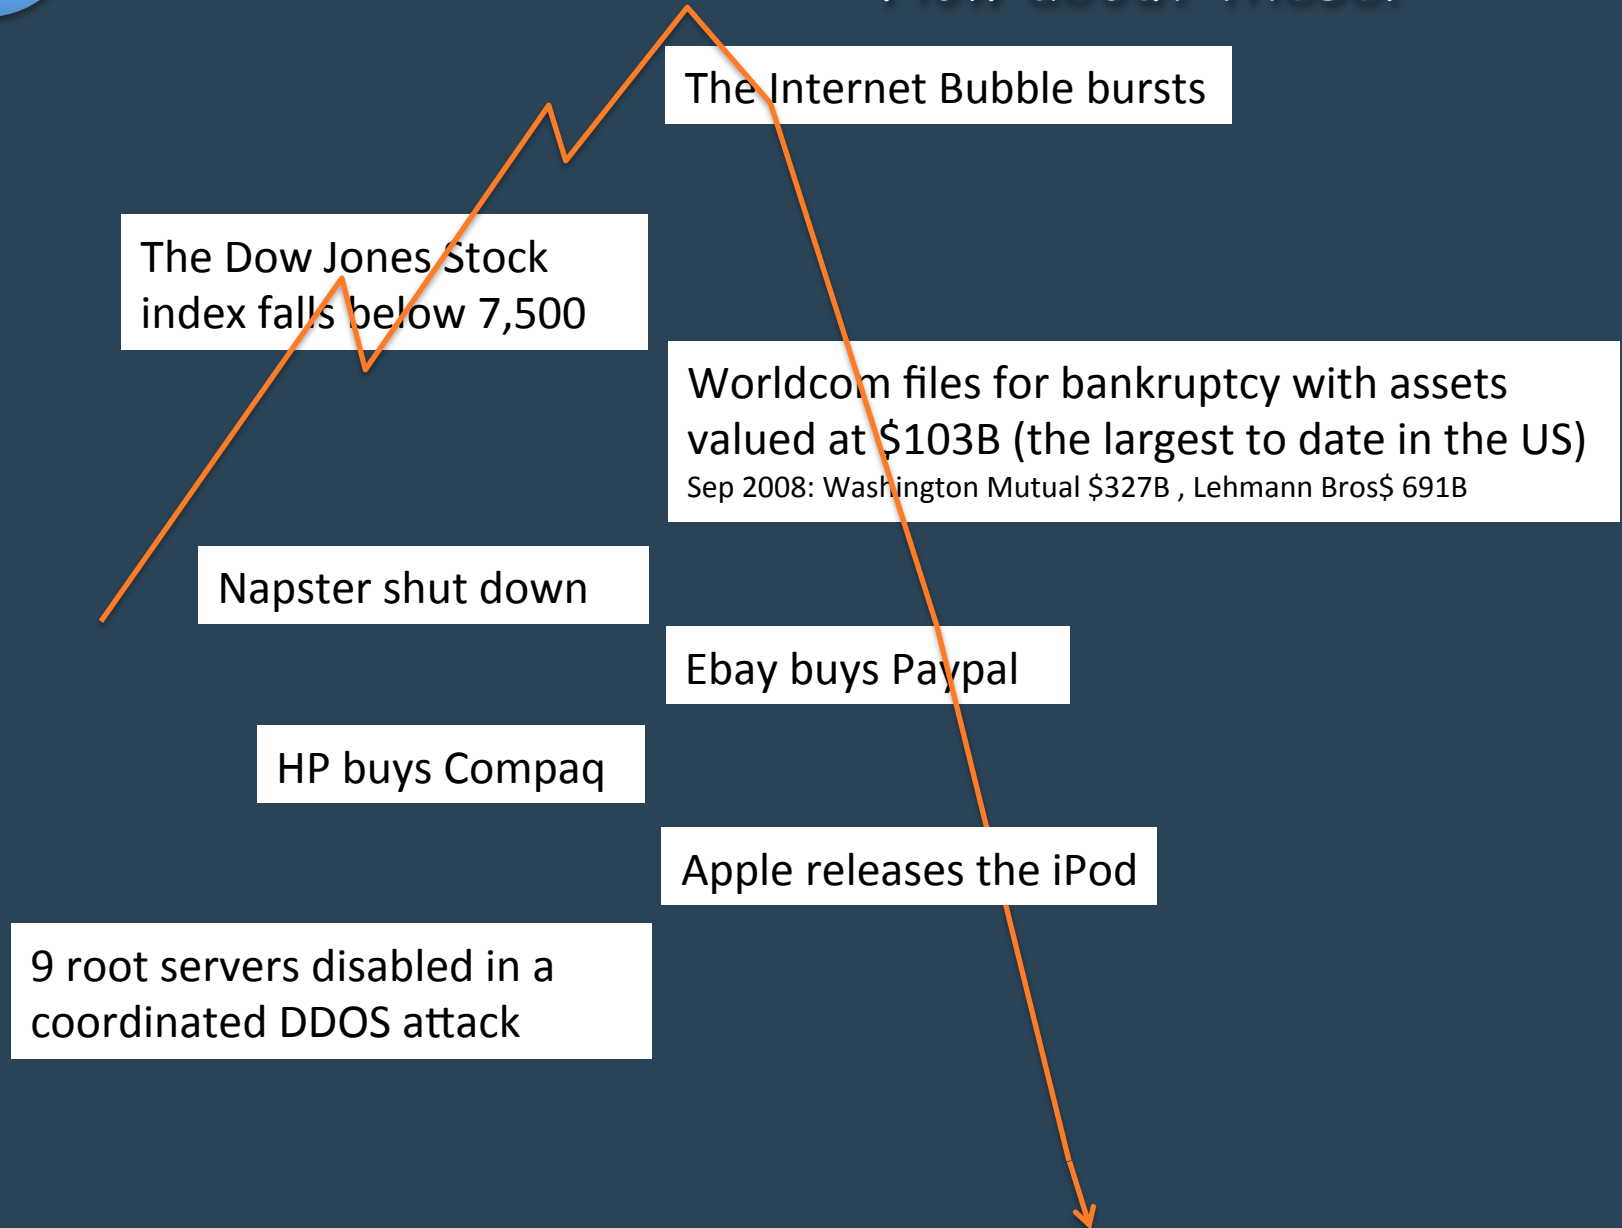 The Internet Bubble bursts
The Dow Jones Stock
index falls below 7,500
Worldcom files for bankruptcy with assets
valued at $103B (the largest to date in the US)
Sep 2008: Washington Mutual $327B , Lehmann Bros$ 691B
Napster shut down
Ebay buys Paypal
HP buys Compaq
Apple releases the iPod
9 root servers disabled in a
coordinated DDOS attack